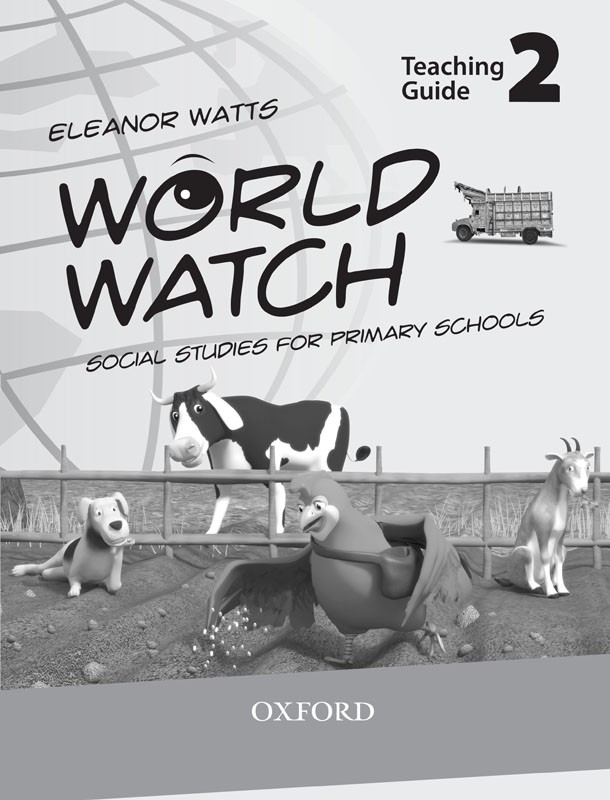 Teaching
Guide 2
ELEANOR WATTS
WORLD
WATCH
SOCIAL STUDIES FOR PRIMARY SCHOOLS
OXFORD